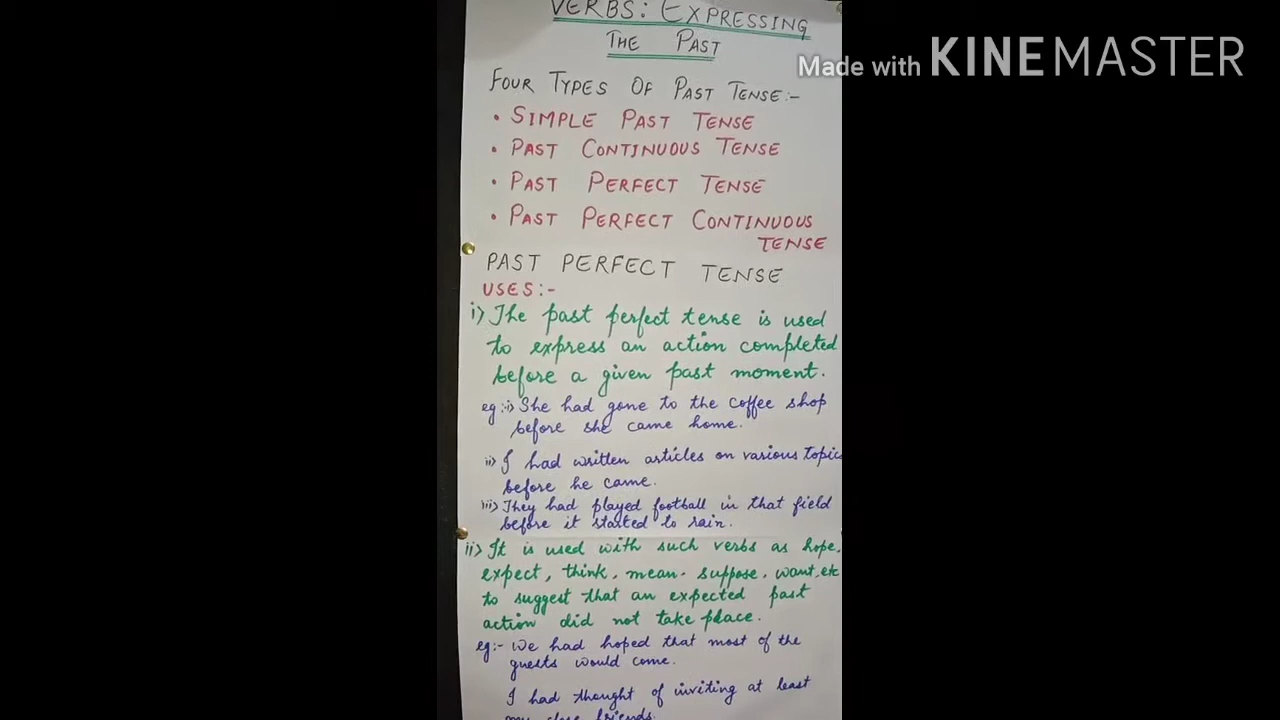 VERBS: EXPRESSING
THE PAST
Made with KINEMASTER
FOUR TYPES OF PAST TENSE:-
• SIMPLE PAST TENSE
• PAST CONTINUOUS TENSE
• PAST PERFECT TENSE
• PAST PERFECT CONTINUOUS
TENSE
PAST PERFECT TENSE
USES:-
i) The past perfect tense is used
to express an action completed
before a given past moment.
eg:-i) She had gone to the coffee shop
before she came home.
ii) I had written articles on various topics
before he came.
iii) They had played football in that field
before it started to rain.
ii) It is used with such verbs as hope,
expect, think, mean, suppose, want, etc
to suggest that an expected past
action did not take place.
eg:- We had hoped that most of the
guests would come.
I had thought of inviting at least
my close friends.